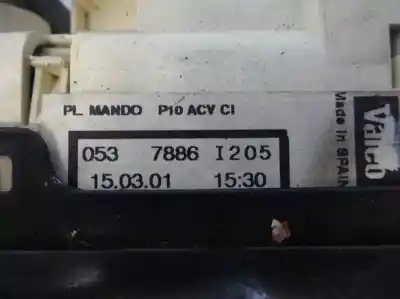 PL. MANDO P10 ACV CI
053 7886 I205
15.03.01 15:30
Valeo
Made in SPAIN